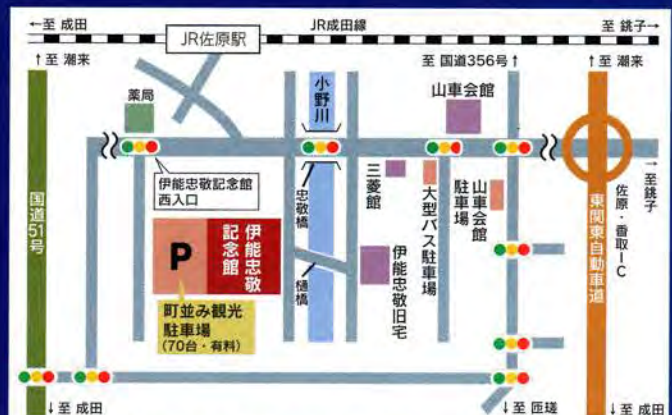 ←至 成田
JR成田線
至 銚子→
JR佐原駅
↑至 潮来
至 国道356号↑
↑至 潮来
薬局
小野川
山車会館
伊能忠敬記念館
西入口
忠敬橋
三菱館
大型バス駐車場
山車会館
駐車場
→至 銚子
佐原・香取IC
国道51号
P
伊能忠敬
記念館
樋橋
伊能忠敬旧宅
東関東自動車道
町並み観光
駐車場
(70台・有料)
↓至 成田
↓至 匝瑳
↓至 成田